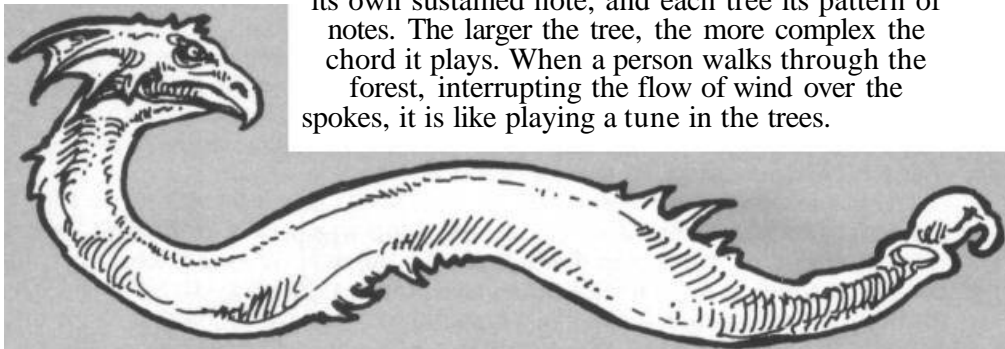 its own sustained note, and each tree its pattern of
notes. The larger the tree, the more complex the
chord it plays. When a person walks through the
forest, interrupting the flow of wind over the
spokes, it is like playing a tune in the trees.